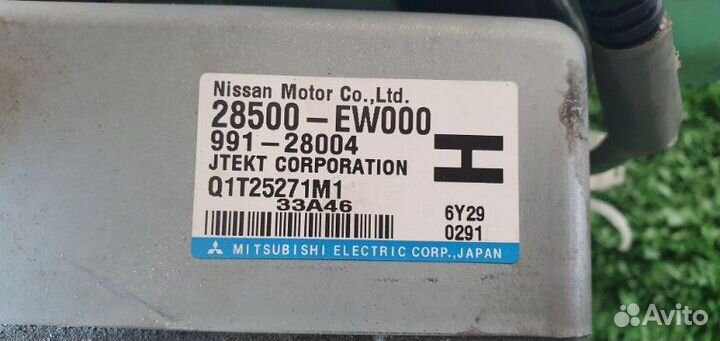 Nissan Motor Co.,Ltd.
28500-EW000
991-28004
JTEKT CORPORATION
H
Q1T25271M1
33A46
6Y29
0291
MITSUBISHI ELECTRIC CORP., JAPAN
Avito